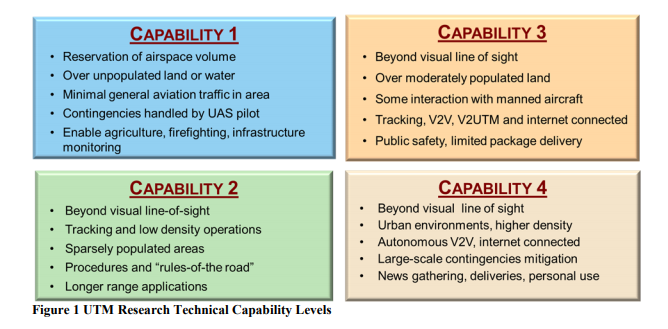 CAPABILITY 1
• Reservation of airspace volume
• Over unpopulated land or water
• Minimal general aviation traffic in area
• Contingencies handled by UAS pilot
• Enable agriculture, firefighting, infrastructure
monitoring
CAPABILITY 2
• Beyond visual line-of-sight
• Tracking and low density operations
• Sparsely populated areas
• Procedures and “rules-of-the road”
• Longer range applications
CAPABILITY 3
• Beyond visual line of sight
• Over moderately populated land
• Some interaction with manned aircraft
• Tracking, V2V, V2UTM and internet connected
• Public safety, limited package delivery
CAPABILITY 4
• Beyond visual line of sight
• Urban environments, higher density
• Autonomous V2V, internet connected
• Large-scale contingencies mitigation
• News gathering, deliveries, personal use
Figure 1 UTM Research Technical Capability Levels